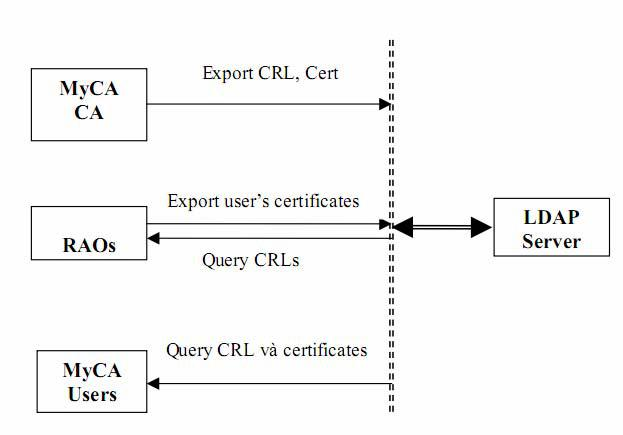 Export CRL, Cert
MyCA
CA
Export user's certificates
RAOs
LDAP
Server
Query CRLs
Query CRL và certificates
MyCA
Users